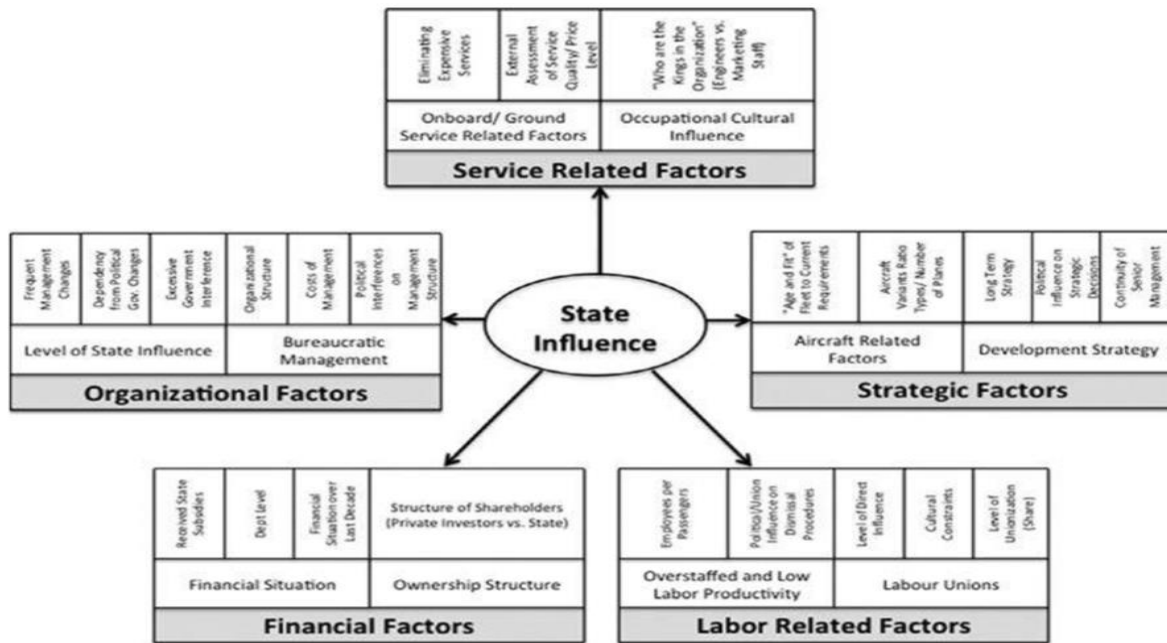 Eliminating
Expensive
Services
External
Assessment
of Service
Quality/ Price
Level
"Who are the
Kings in the
Organization"
(Engineers vs.
Marketing
Staff)
Onboard/ Ground
Service Related Factors
Occupational Cultural
Influence
Service Related Factors
Frequent
Management
Changes
Dependency
from Political
Gov. Changes
Excessive
Government
Interference
Organizational
Structure
Costs of
Management
Political
Interferences
on
Management
Structure
Level of State Influence
Bureaucratic
Management
Organizational Factors
State
Influence
"Age and Fit" of
Fleet to Current
Requirements
Aircraft
Variants Ratio
Types/ Number
of Planes
Long Term
Strategy
Political
Influence on
Strategic
Decisions
Continuity of
Senior
Management
Aircraft Related
Factors
Development Strategy
Strategic Factors
Received State
Subsidies
Dept Level
Financial
Situation over
Last Decade
Structure of Shareholders
(Private Investors vs. State)
Financial Situation
Ownership Structure
Financial Factors
Employees per
Passengers
Political/Union
Influence on
Dismissal
Procedures
Level of Direct
Influence
Cultural
Constraints
Level of
Unionization
(Share)
Overstaffed and Low
Labor Productivity
Labour Unions
Labor Related Factors